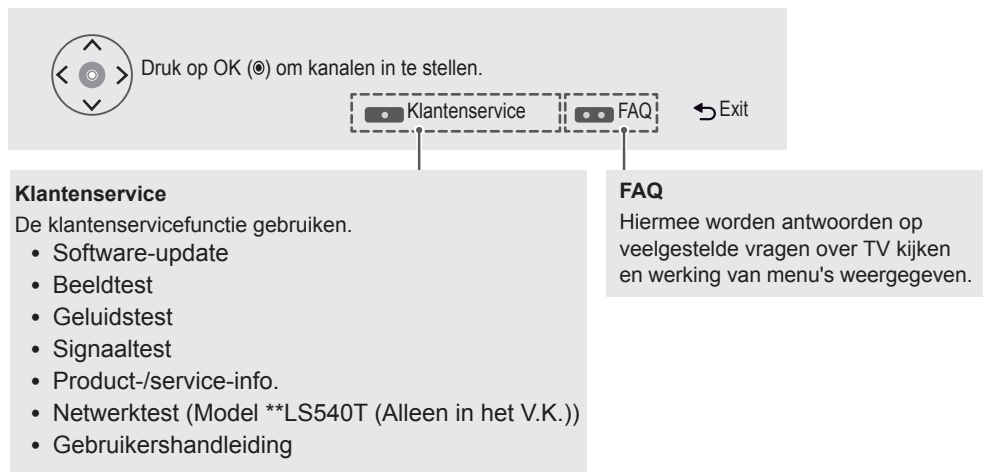 Druk op OK (◉) om kanalen in te stellen.
Klantenservice FAQ Exit
Klantenservice
De klantenservicefunctie gebruiken.
• Software-update
• Beeldtest
• Geluidstest
• Signaaltest
• Product-/service-info.
• Netwerktest (Model **LS540T (Alleen in het V.K.))
• Gebruikershandleiding
FAQ
Hiermee worden antwoorden op
veelgestelde vragen over TV kijken
en werking van menu's weergegeven.